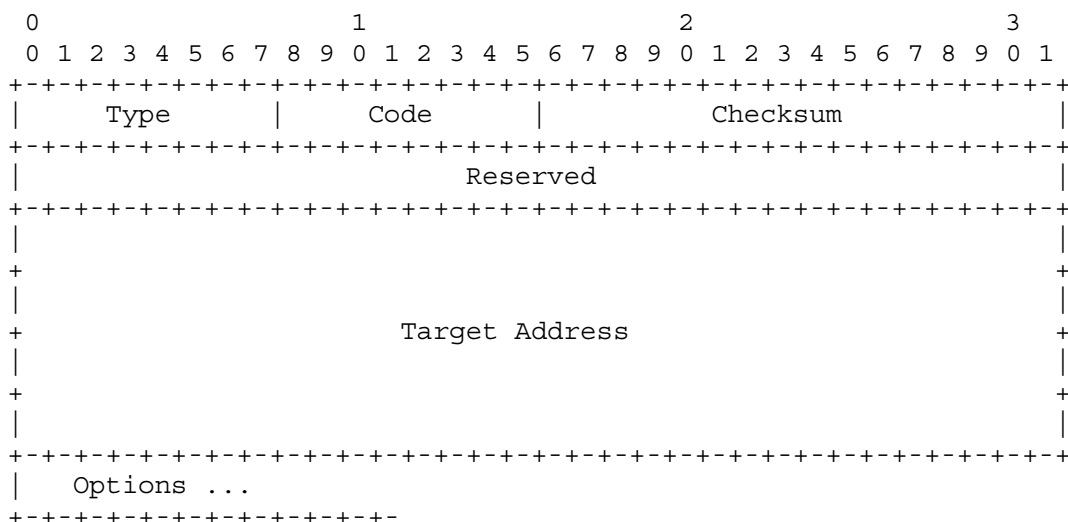 0                   1                   2                   3
 0 1 2 3 4 5 6 7 8 9 0 1 2 3 4 5 6 7 8 9 0 1 2 3 4 5 6 7 8 9 0 1
+-+-+-+-+-+-+-+-+-+-+-+-+-+-+-+-+-+-+-+-+-+-+-+-+-+-+-+-+-+-+-+-+
|     Type      |     Code      |          Checksum             |
+-+-+-+-+-+-+-+-+-+-+-+-+-+-+-+-+-+-+-+-+-+-+-+-+-+-+-+-+-+-+-+-+
|                           Reserved                            |
+-+-+-+-+-+-+-+-+-+-+-+-+-+-+-+-+-+-+-+-+-+-+-+-+-+-+-+-+-+-+-+-+
|                                                               |
+                                                               +
|                                                               |
+                       Target Address                          +
|                                                               |
+                                                               +
|                                                               |
+-+-+-+-+-+-+-+-+-+-+-+-+-+-+-+-+-+-+-+-+-+-+-+-+-+-+-+-+-+-+-+-+
|   Options ...
+-+-+-+-+-+-+-+-+-+-+-+-